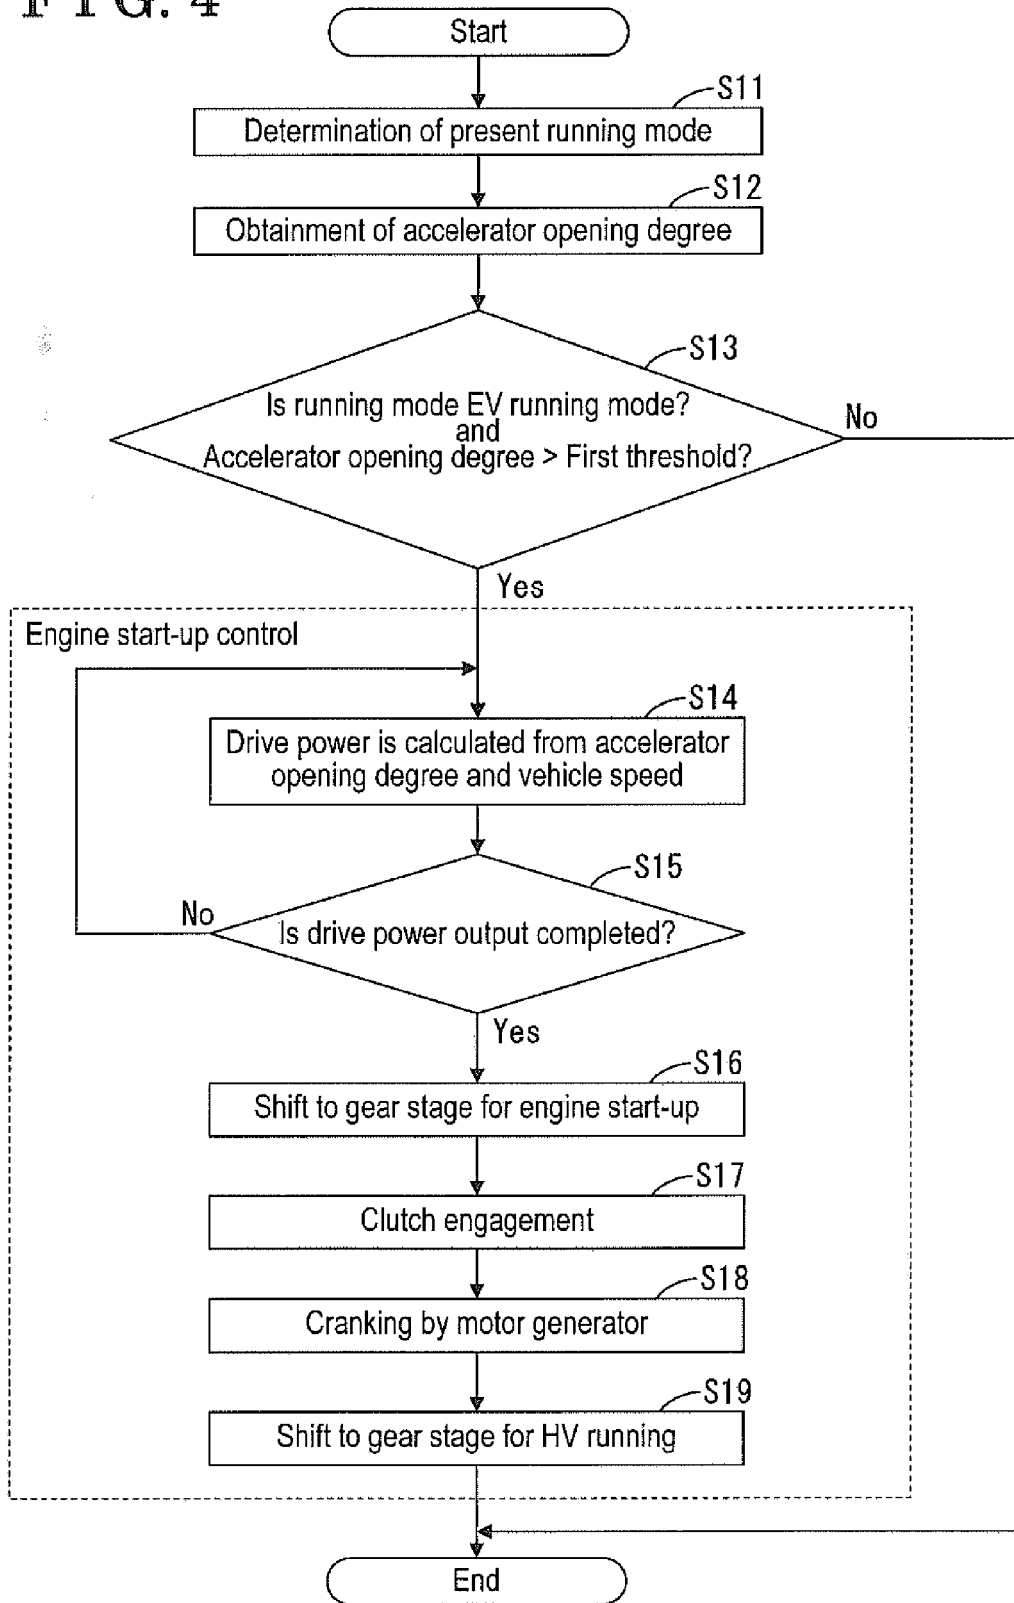 FIG. 4
Start
S11
Determination of present running mode
S12
Obtainment of accelerator opening degree
S13
Is running mode EV running mode?
and
Accelerator opening degree > First threshold?
No
Yes
Engine start-up control
S14
Drive power is calculated from accelerator
opening degree and vehicle speed
S15
Is drive power output completed?
No
Yes
S16
Shift to gear stage for engine start-up
S17
Clutch engagement
S18
Cranking by motor generator
S19
Shift to gear stage for HV running
End